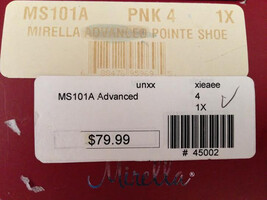 MS101A PNK 4 1X
MIRELLA ADVANCED POINTE SHOE
unxx xieaee
MS101A Advanced 4
1X
$79.99
# 45002
Mirella